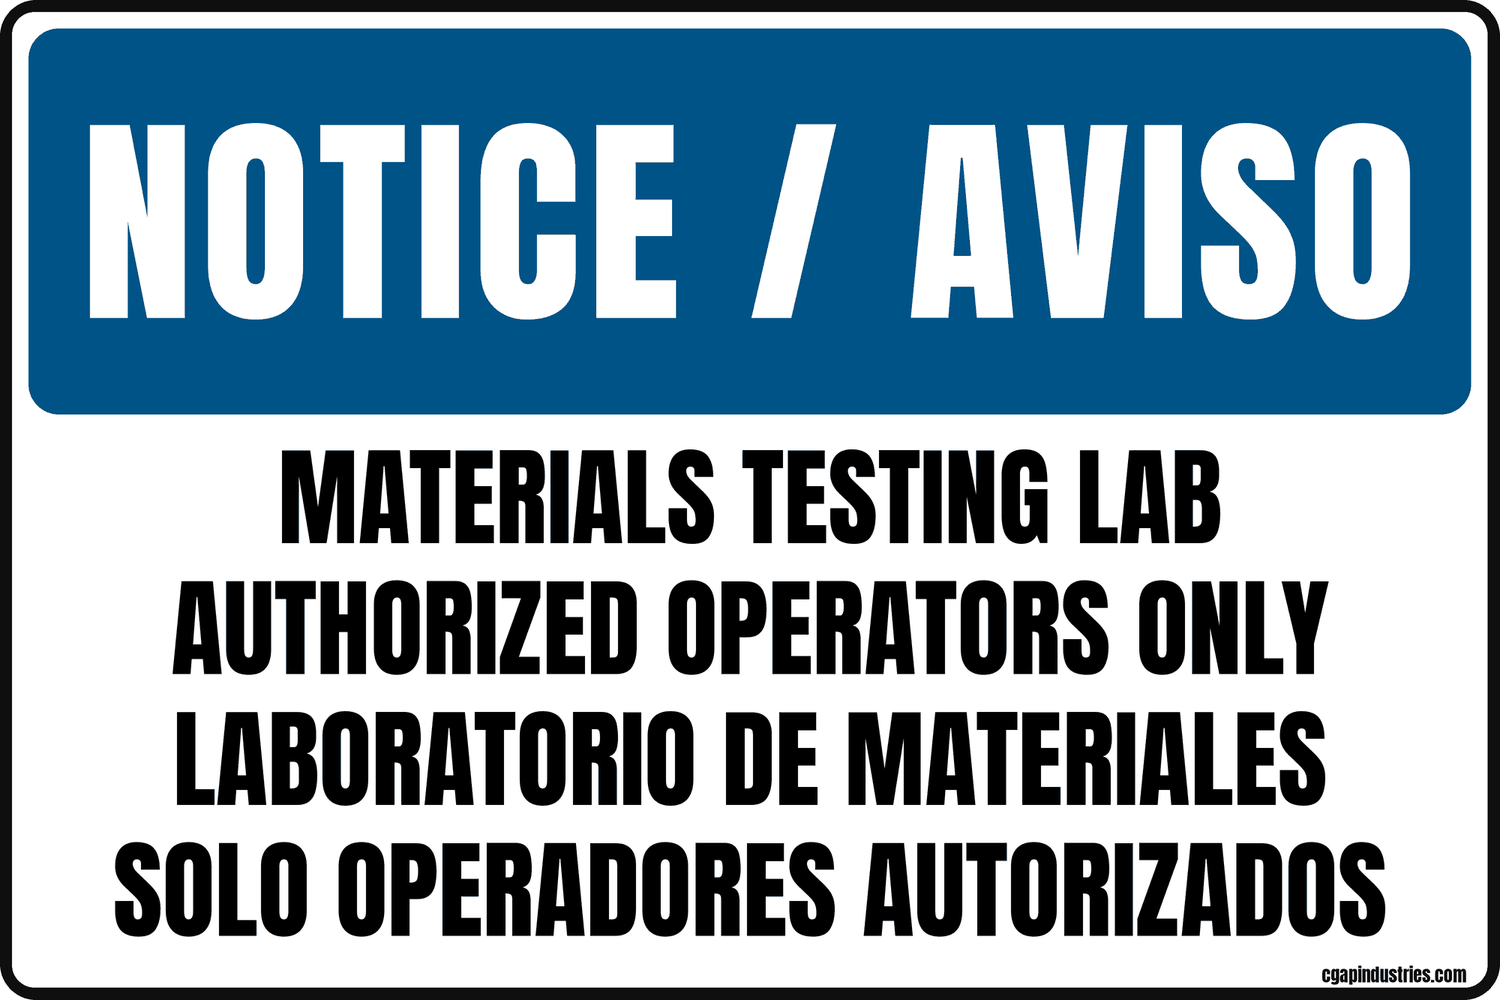 NOTICE / AVISO
MATERIALS TESTING LAB
AUTHORIZED OPERATORS ONLY
LABORATORIO DE MATERIALES
SOLO OPERADORES AUTORIZADOS
cgapindustries.com